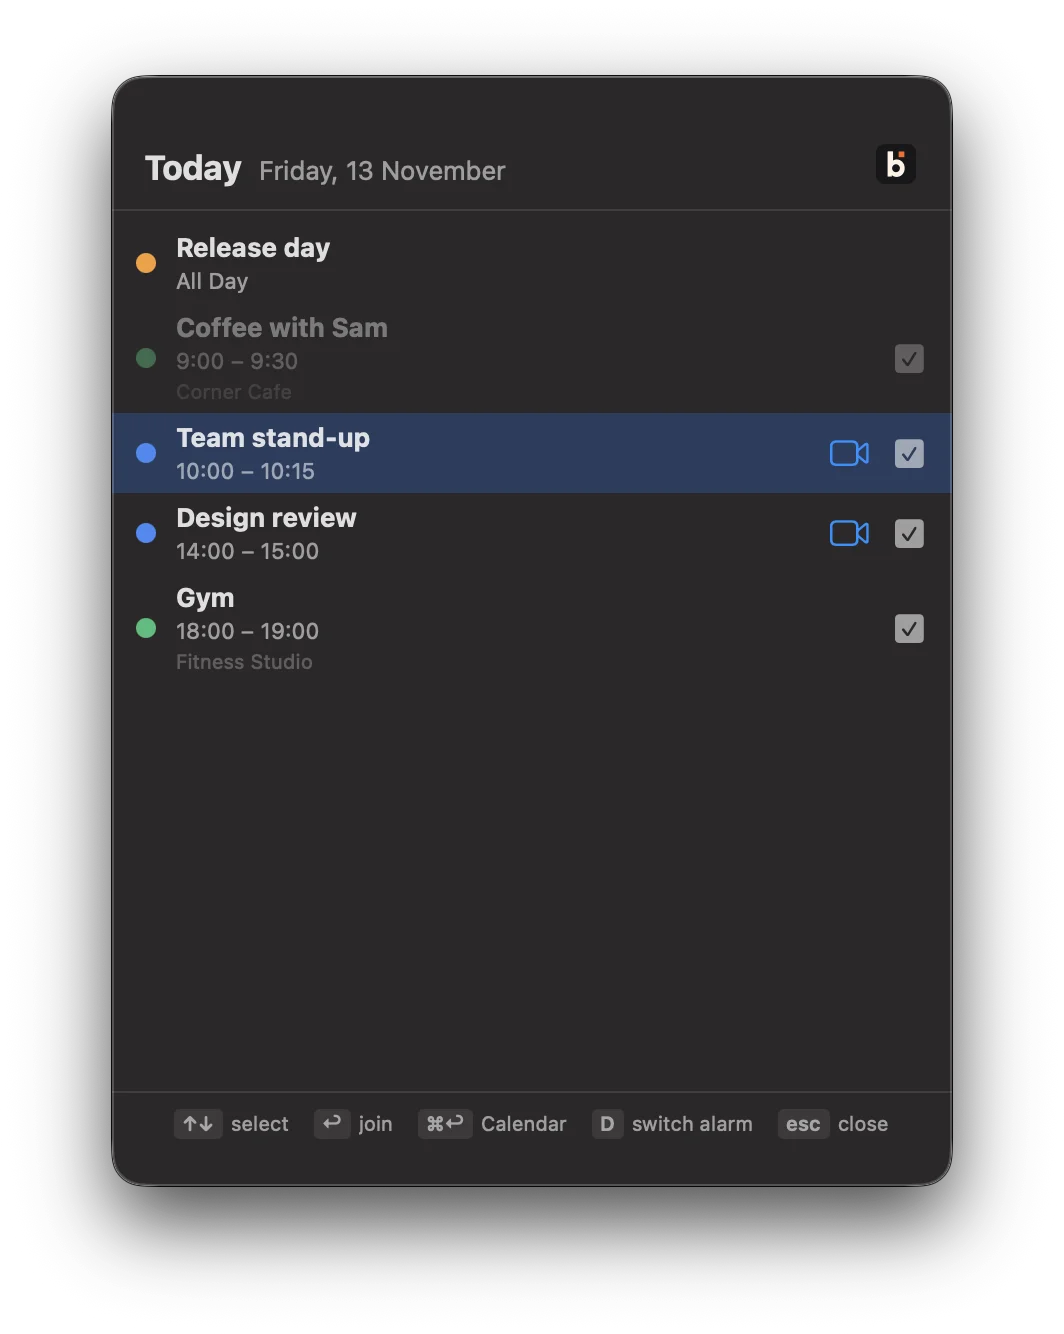 Today Friday, 13 November
b
Release day
All Day
Coffee with Sam
9:00 – 9:30
Corner Cafe
Team stand-up
10:00 – 10:15
Design review
14:00 – 15:00
Gym
18:00 – 19:00
Fitness Studio
↑↓ select ↩ join ⌘↩ Calendar D switch alarm esc close